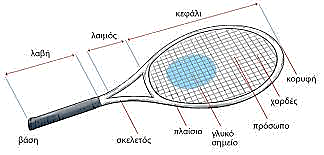 κεφάλι
λαιμός
λαβή
κορυφή
χορδές
πρόσωπο
γλυκό
σημείο
πλαίσιο
σκελετός
βάση